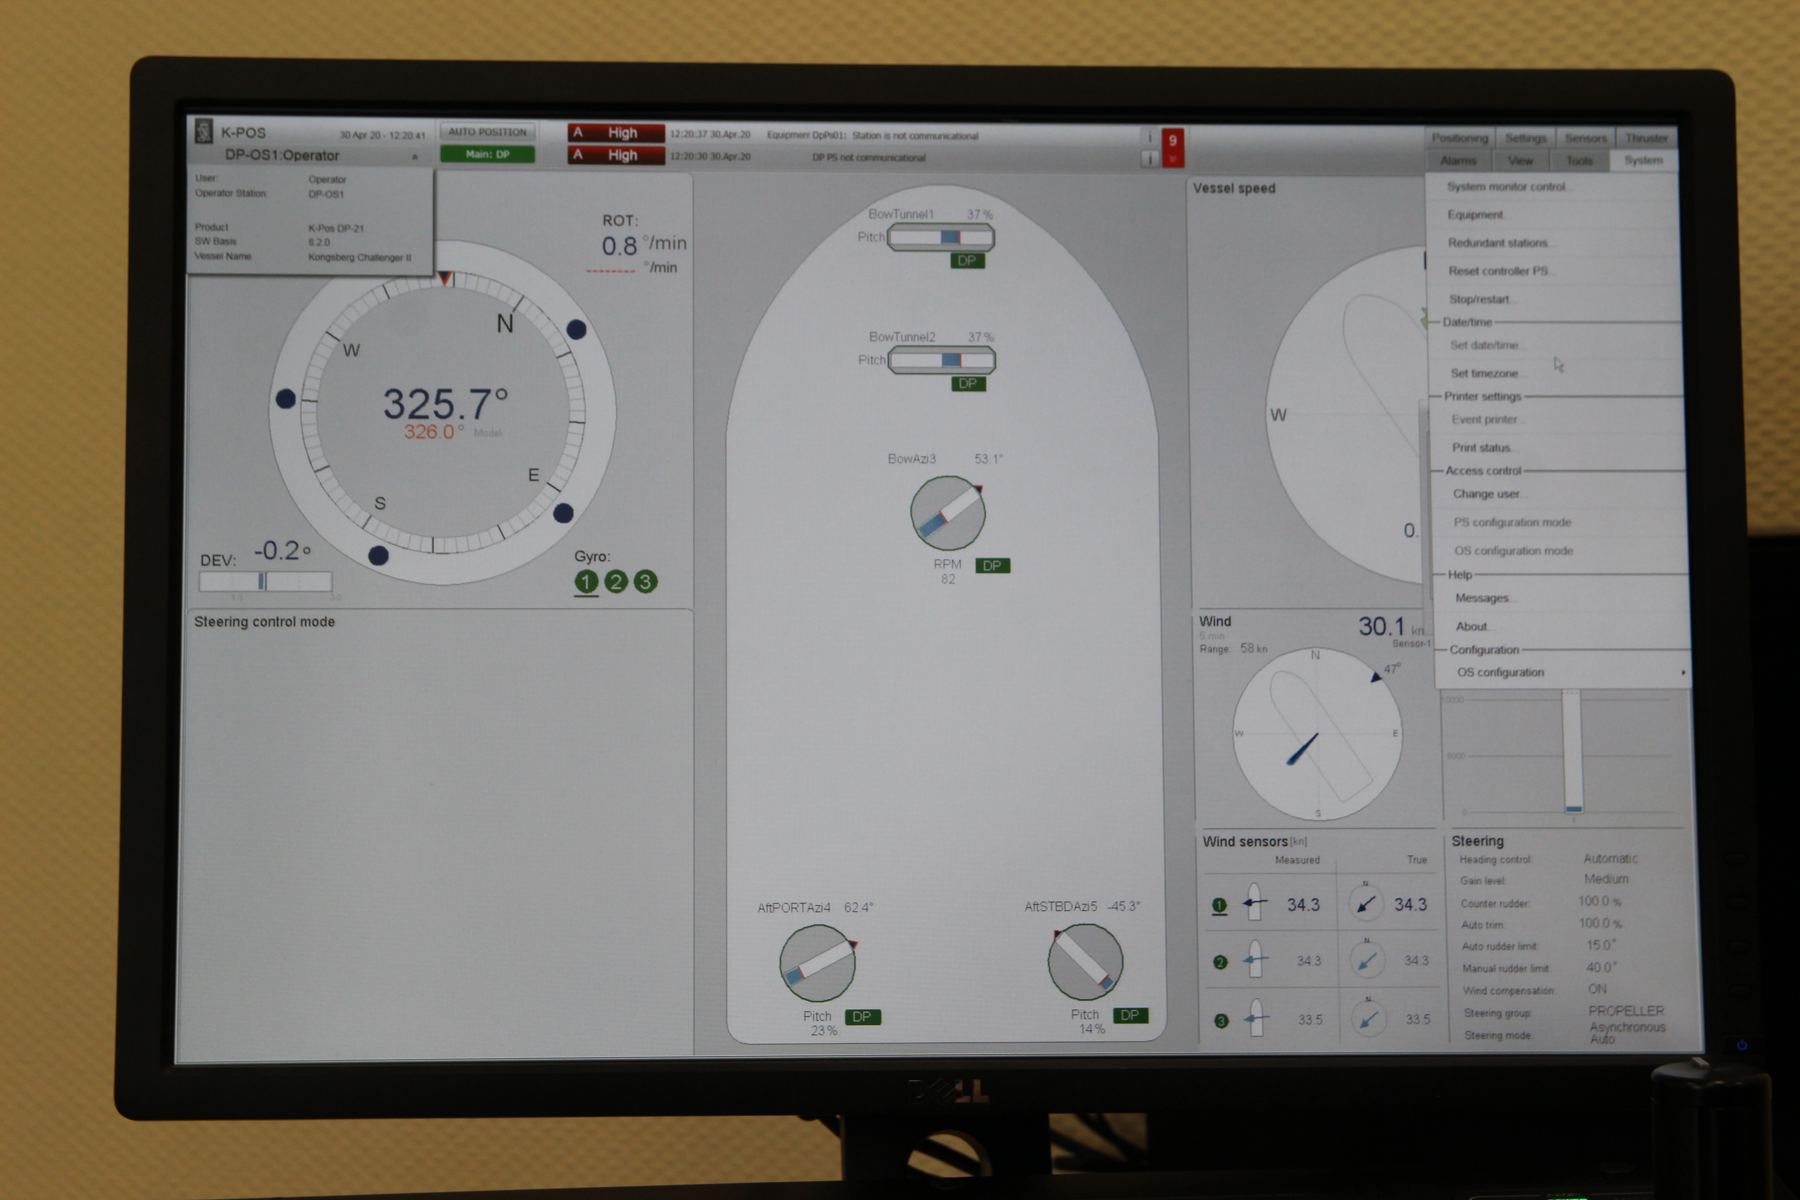 K-POS
30 Apr 20 - 12:20:41
AUTO POSITION
A High 12:20:37 30.Apr.20 Equipment DpPs01: Station is not communicational
i
9
DP-OS1:Operator
Main: DP
A High 12:20:30 30.Apr.20 DP PS not communicational
i
Positioning Settings Sensors Thruster
Alarms View Tools System
User: Operator
Operator Station: DP-OS1
Product K-Pos DP-21
SW Basis 8.2.0
Vessel Name Kongsberg Challenger II
ROT:
0.8 °/min
°/min
N
W
E
S
325.7°
326.0° Model
DEV: -0.2°
Gyro:
1 2 3
Steering control mode
BowTunnel1 37 %
Pitch
DP
BowTunnel2 37 %
Pitch
DP
BowAzi3 53.1°
RPM DP
82
AftPORTAzi4 62.4°
Pitch DP
23 %
AftSTBDAzi5 -45.3°
Pitch DP
14 %
Vessel speed
W
0.
System monitor control...
Equipment...
Redundant stations...
Reset controller PS...
Stop/restart...
Date/time
Set date/time...
Set timezone...
Printer settings
Event printer...
Print status...
Access control
Change user...
PS configuration mode
OS configuration mode
Help
Messages...
About...
Configuration
OS configuration
Wind 30.1 kn
5 min Sensor-1
Range: 58 kn
N
47°
W E
S
10000
5000
0
1
Wind sensors [kn]
Measured True
1 34.3 N 34.3
2 34.3 N 34.3
3 33.5 N 33.5
Steering
Heading control: Automatic
Gain level: Medium
Counter rudder: 100.0 %
Auto trim: 100.0 %
Auto rudder limit: 15.0°
Manual rudder limit: 40.0°
Wind compensation: ON
Steering group: PROPELLER
Steering mode: Asynchronous
Auto
DELL